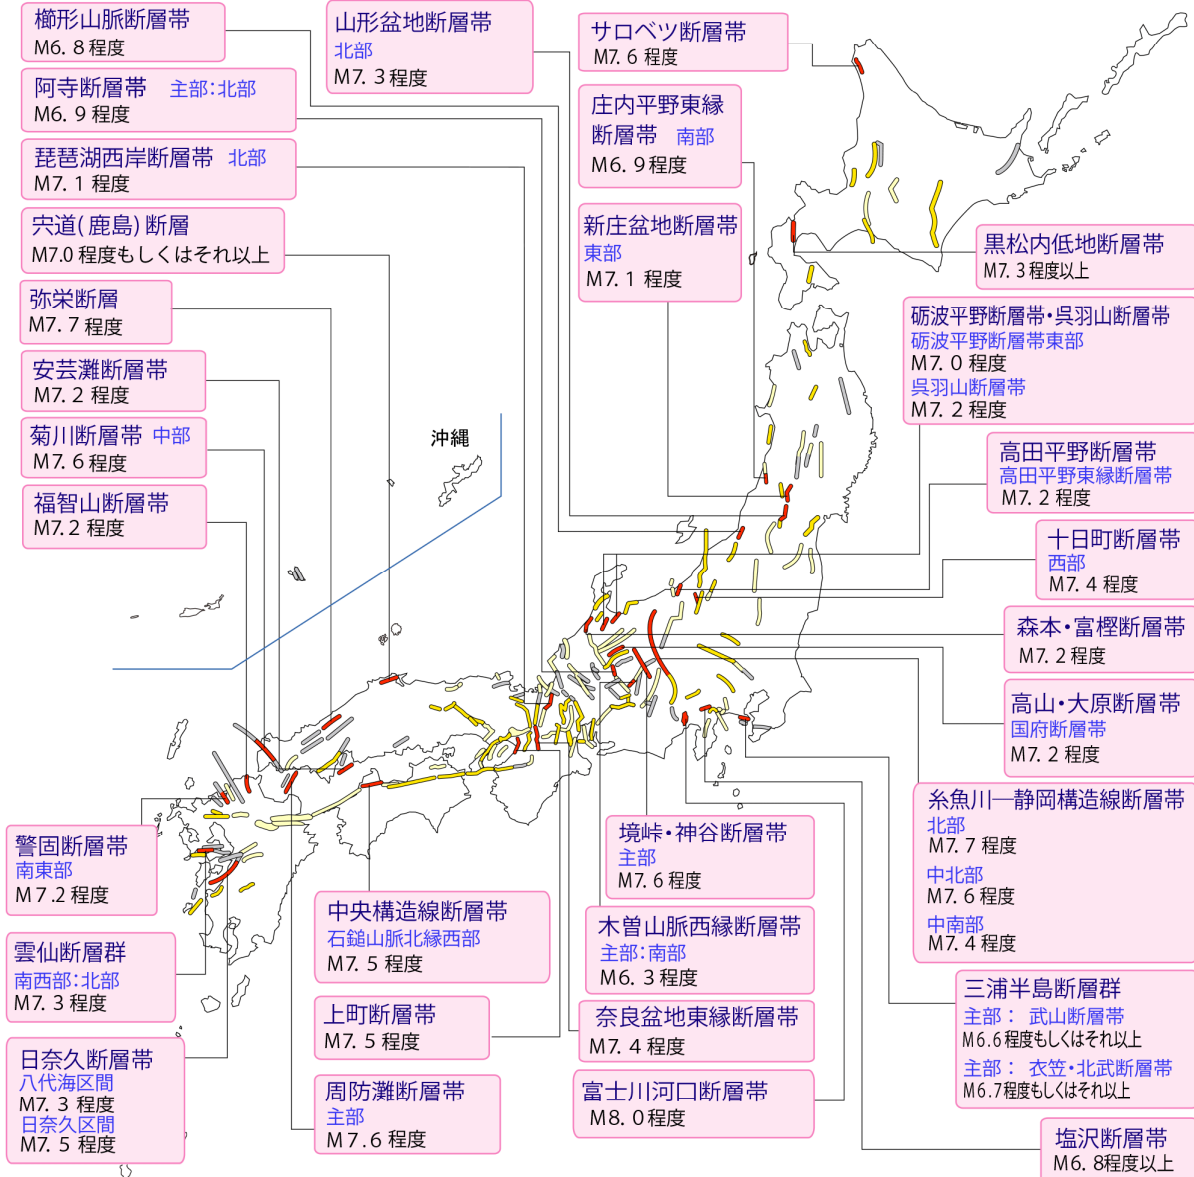 櫛形山脈断層帯
M6. 8程度
阿寺断層帯 主部:北部
M6. 9程度
琵琶湖西岸断層帯 北部
M7. 1 程度
宍道(鹿島)断層
M7.0 程度もしくはそれ以上
弥栄断層
M7. 7 程度
安芸灘断層帯
M7. 2 程度
菊川断層帯 中部
M7. 6 程度
福智山断層帯
M7. 2 程度
山形盆地断層帯
北部
M7. 3程度
サロベツ断層帯
M7. 6 程度
庄内平野東縁
断層帯 南部
M6. 9程度
新庄盆地断層帯
東部
M7. 1 程度
黒松内低地断層帯
M7. 3程度以上
砺波平野断層帯・呉羽山断層帯
砺波平野断層帯東部
M7. 0 程度
呉羽山断層帯
M7. 2 程度
高田平野断層帯
高田平野東縁断層帯
M7. 2 程度
十日町断層帯
西部
M7. 4 程度
森本・富樫断層帯
M7. 2 程度
高山・大原断層帯
国府断層帯
M7. 2 程度
糸魚川―静岡構造線断層帯
北部
M7. 7 程度
中北部
M7. 6 程度
中南部
M7. 4 程度
三浦半島断層群
主部: 武山断層帯
M6.6程度もしくはそれ以上
主部: 衣笠・北武断層帯
M6.7程度もしくはそれ以上
塩沢断層帯
M6. 8程度以上
沖縄
警固断層帯
南東部
M7.2 程度
雲仙断層群
南西部:北部
M7. 3 程度
日奈久断層帯
八代海区間
M7. 3 程度
日奈久区間
M7. 5 程度
中央構造線断層帯
石鎚山脈北縁西部
M7. 5 程度
上町断層帯
M7. 5 程度
周防灘断層帯
主部
M7.6 程度
境峠・神谷断層帯
主部
M7. 6 程度
木曽山脈西縁断層帯
主部:南部
M6. 3 程度
奈良盆地東縁断層帯
M7. 4 程度
富士川河口断層帯
M8. 0程度